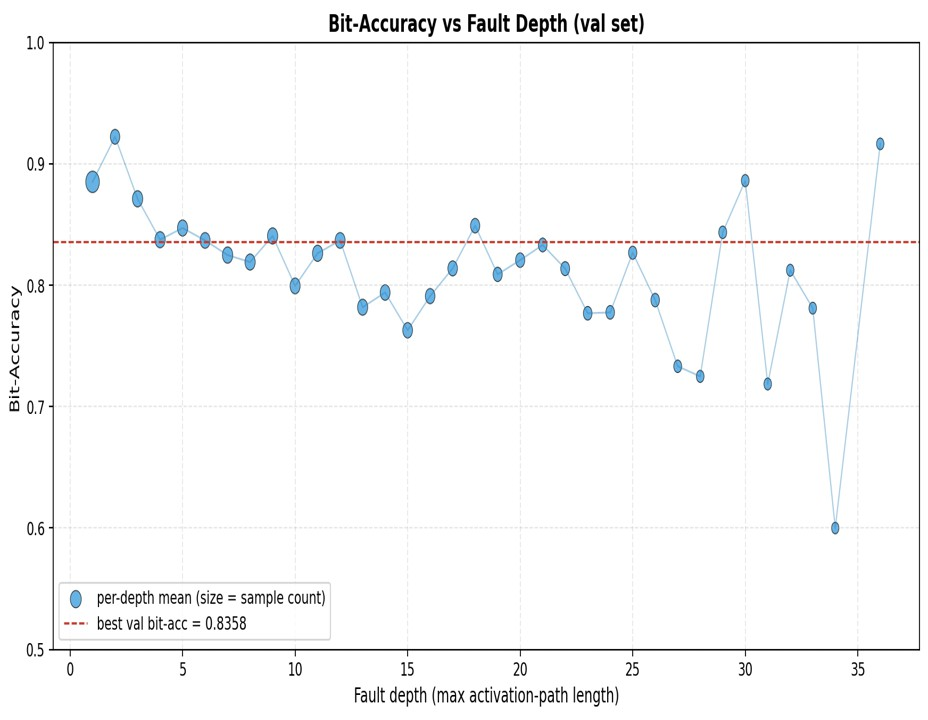 Bit-Accuracy vs Fault Depth (val set)
1.0
0.9
0.8
0.7
0.6
0.5
Bit-Accuracy
per-depth mean (size = sample count)
best val bit-acc = 0.8358
0 5 10 15 20 25 30 35
Fault depth (max activation-path length)